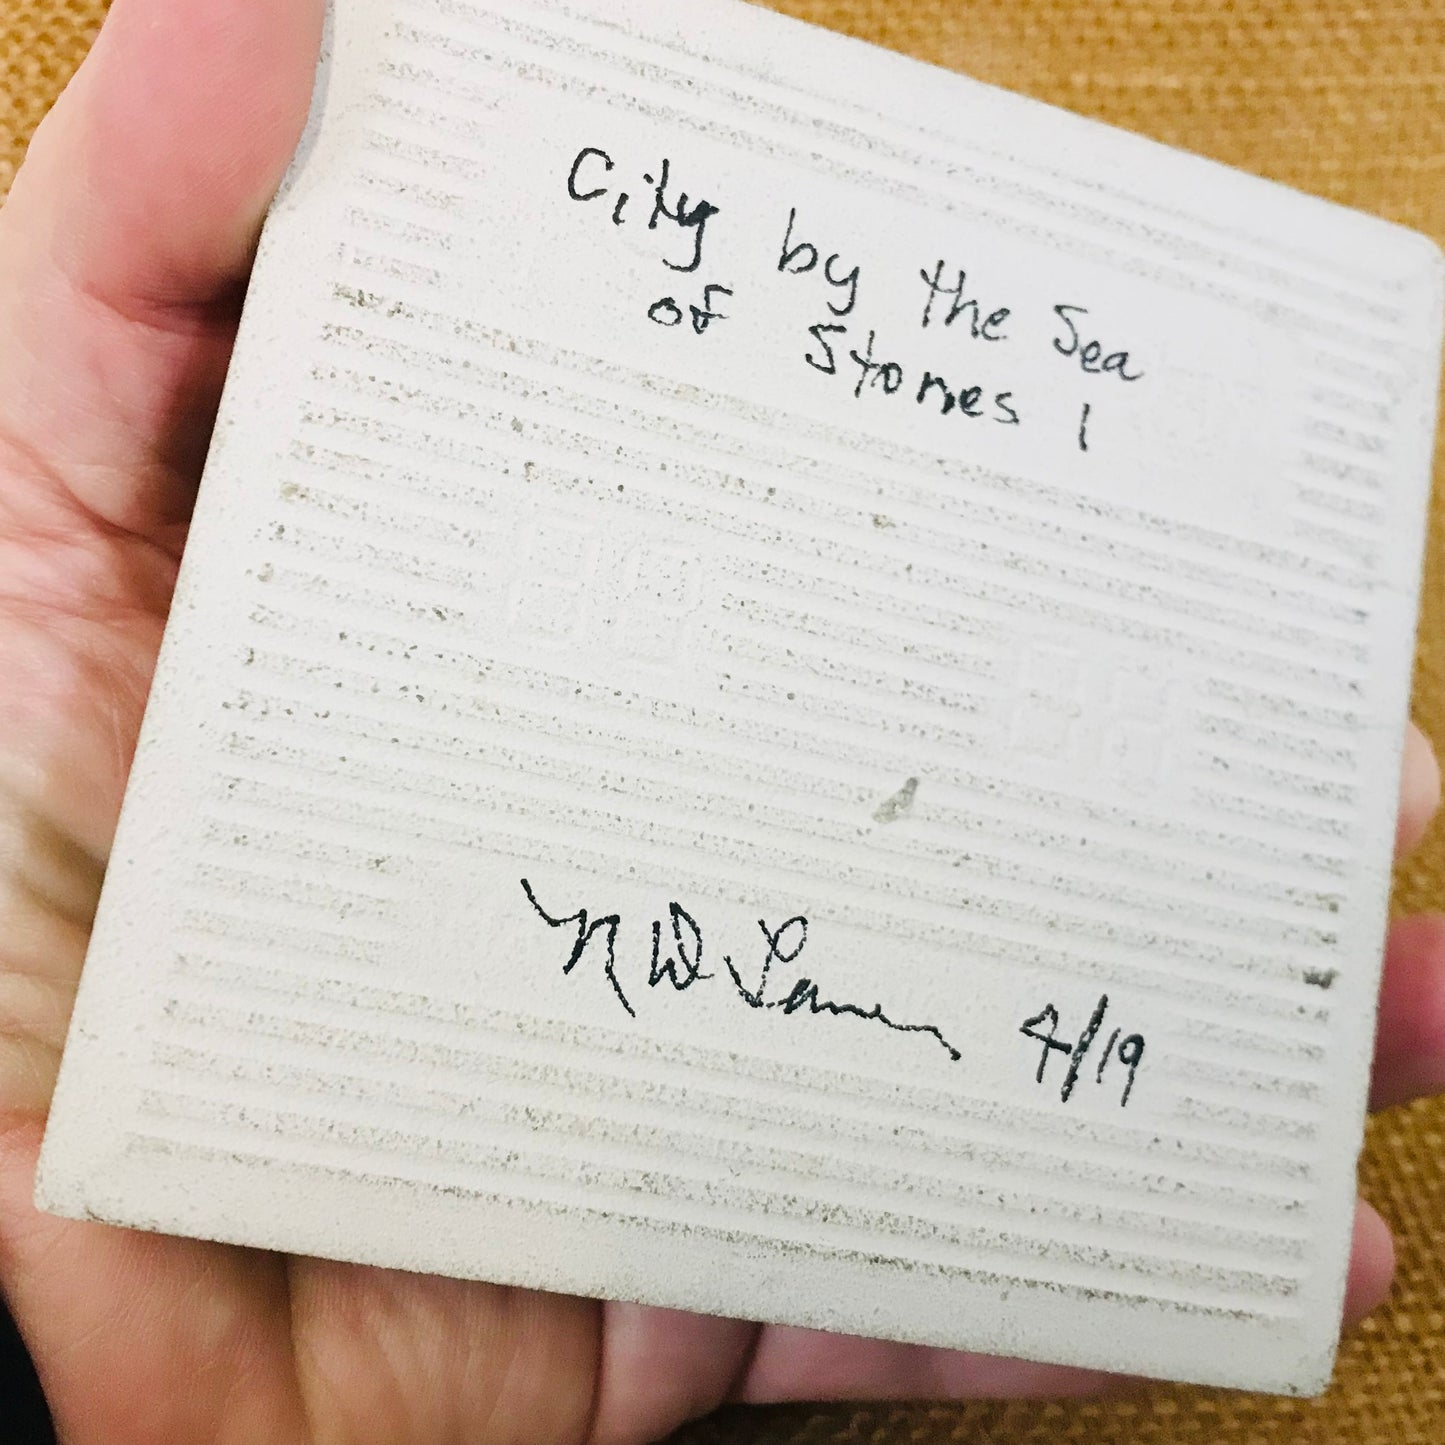 City by the Sea
of Stones 1
4/19